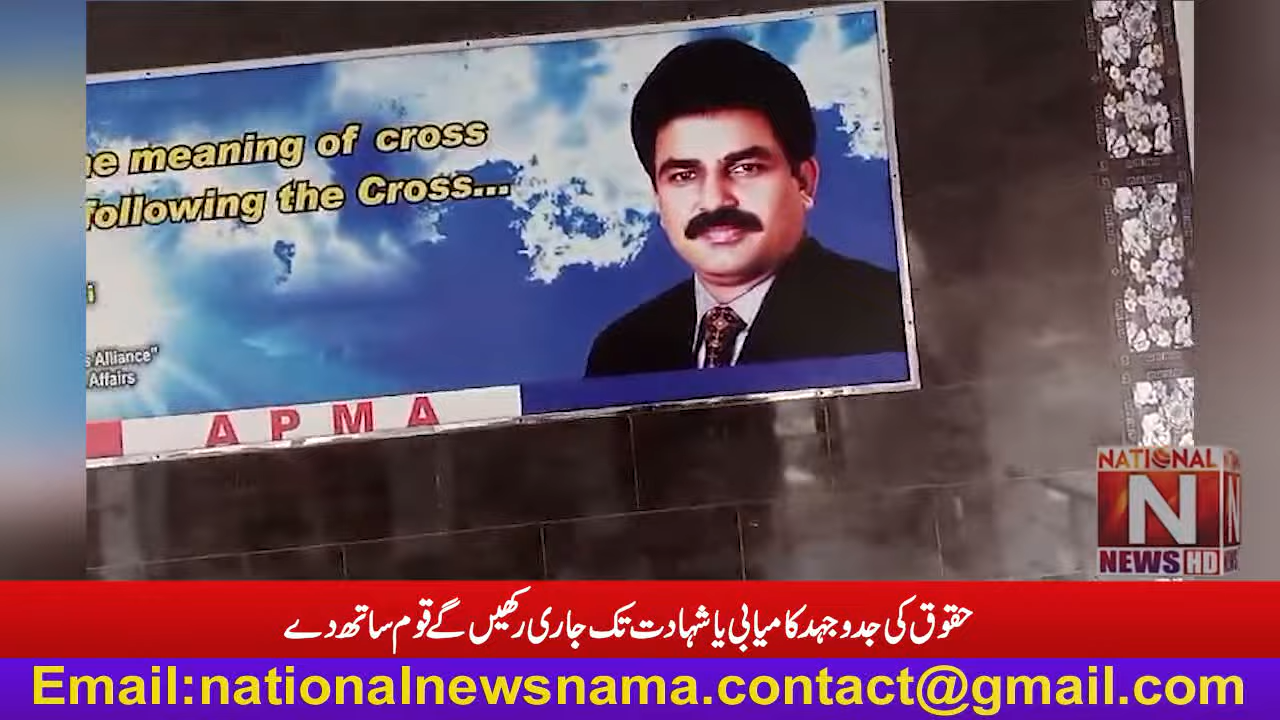 e meaning of cross
following the Cross...
i
s Alliance"
Affairs
APMA
NATIONAL
N
NEWS HD
حقوق کی جدوجہد کامیابی یا شہادت تک جاری رکھیں گے قوم ساتھ دے
Email:nationalnewsnama.contact@gmail.com